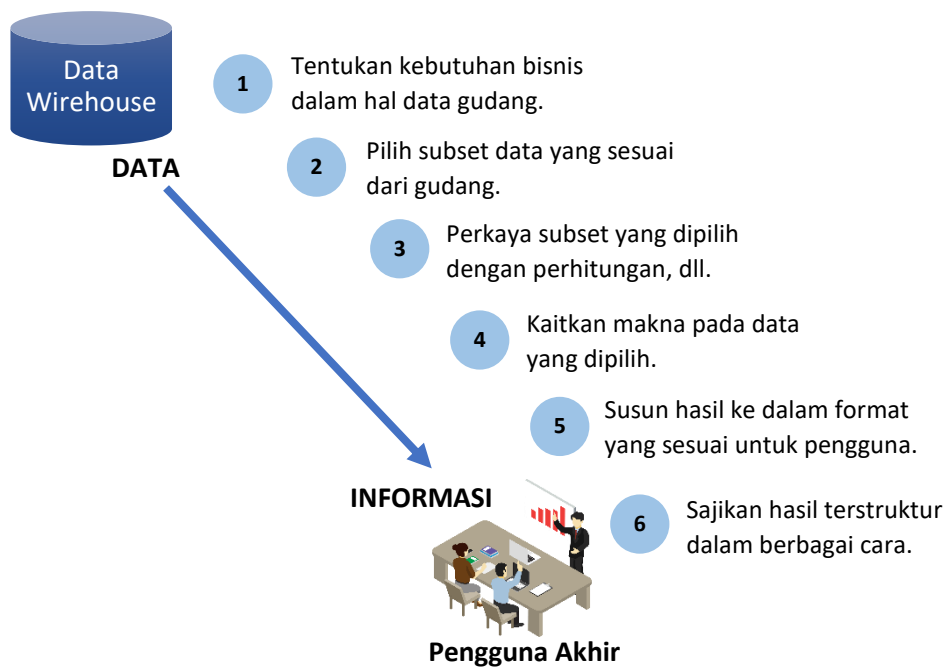 Data
Wirehouse
DATA
1
Tentukan kebutuhan bisnis
dalam hal data gudang.
2
Pilih subset data yang sesuai
dari gudang.
3
Perkaya subset yang dipilih
dengan perhitungan, dll.
4
Kaitkan makna pada data
yang dipilih.
5
Susun hasil ke dalam format
yang sesuai untuk pengguna.
INFORMASI
6
Sajikan hasil terstruktur
dalam berbagai cara.
Pengguna Akhir